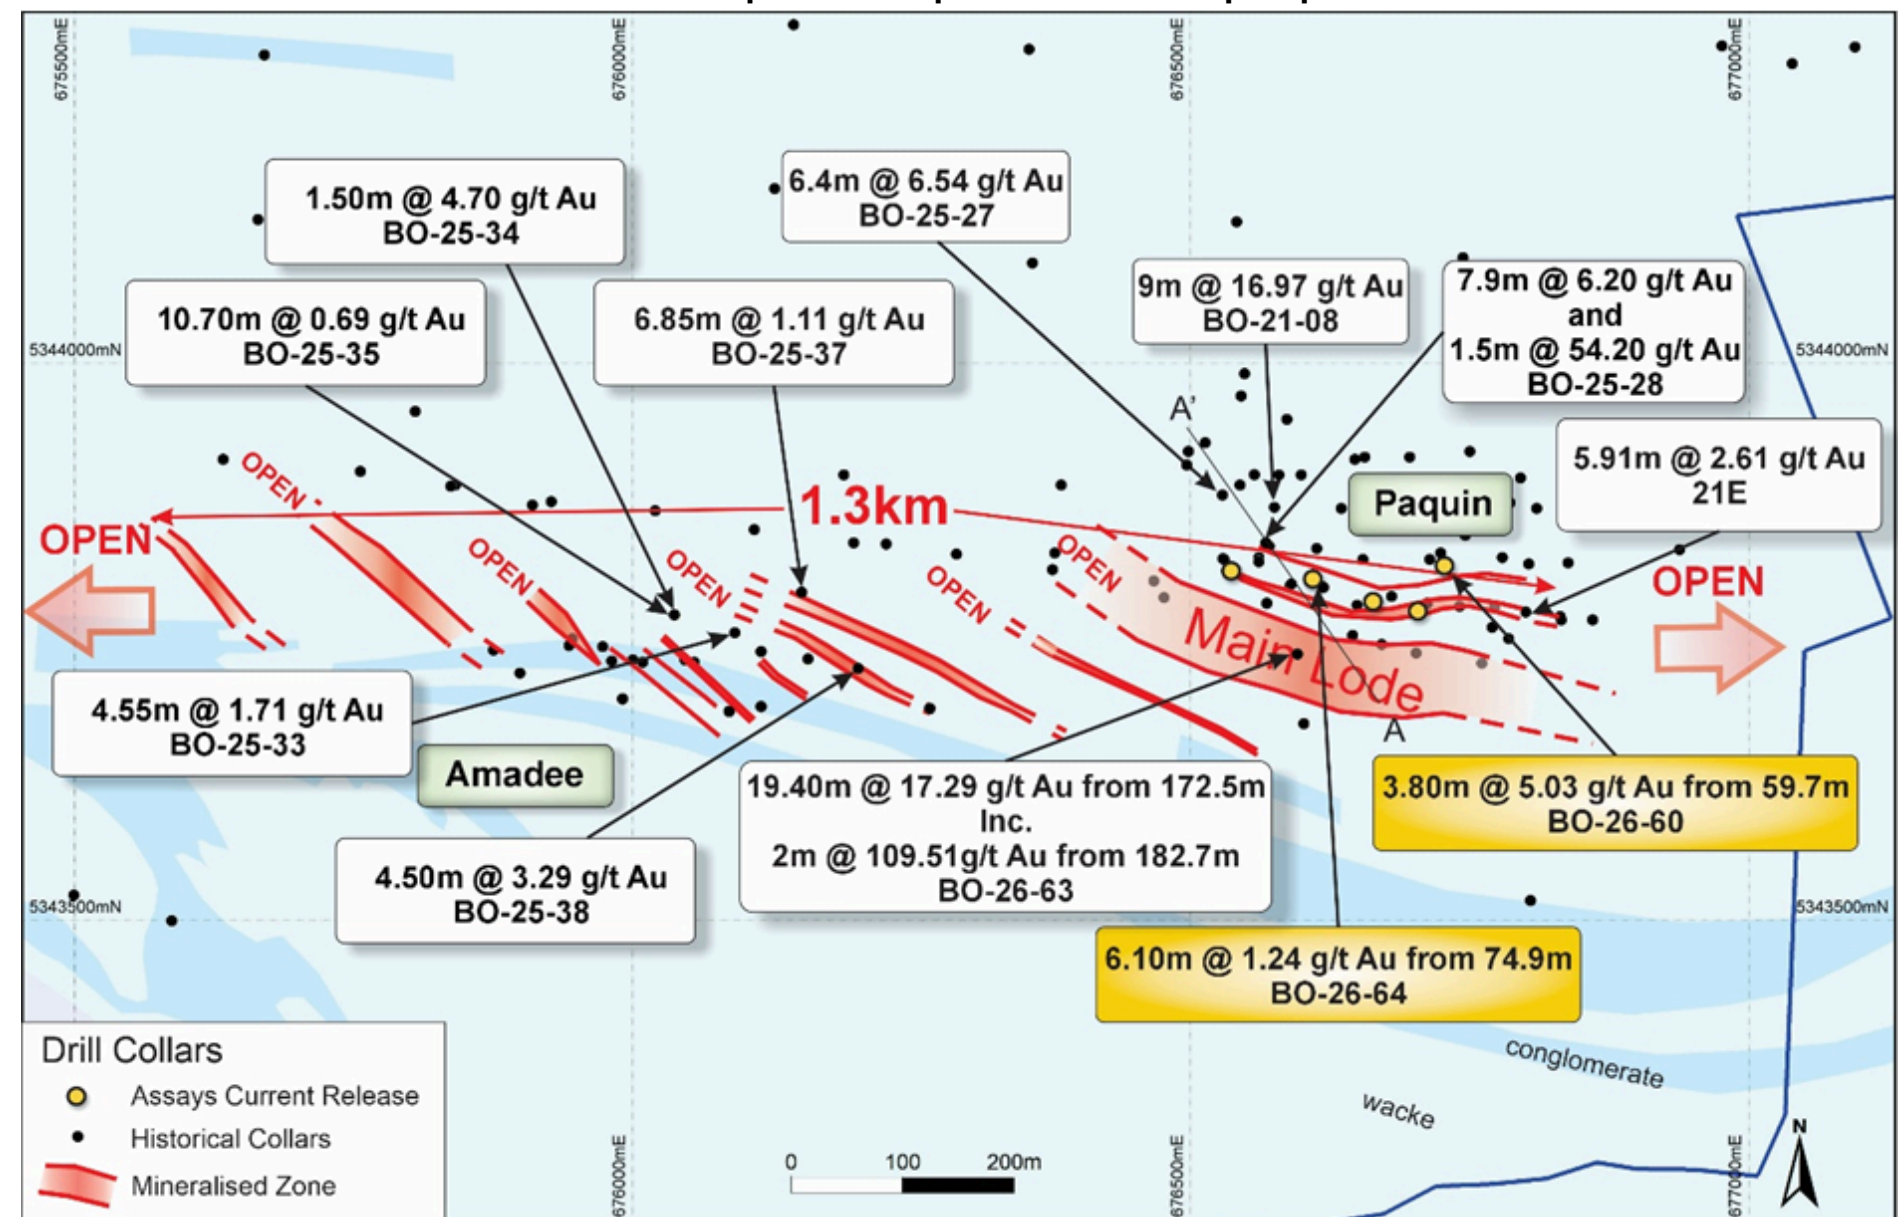 675500mE
676000mE
676500mE
677000mE
1.50m @ 4.70 g/t Au
BO-25-34
6.4m @ 6.54 g/t Au
BO-25-27
10.70m @ 0.69 g/t Au
BO-25-35
6.85m @ 1.11 g/t Au
BO-25-37
9m @ 16.97 g/t Au
BO-21-08
7.9m @ 6.20 g/t Au
and
1.5m @ 54.20 g/t Au
BO-25-28
5344000mN
5344000mN
A'
5.91m @ 2.61 g/t Au
21E
Paquin
OPEN
1.3km
OPEN
OPEN
OPEN
OPEN
OPEN
OPEN
Main Lode
A
4.55m @ 1.71 g/t Au
BO-25-33
Amadee
19.40m @ 17.29 g/t Au from 172.5m
Inc.
2m @ 109.51g/t Au from 182.7m
BO-26-63
3.80m @ 5.03 g/t Au from 59.7m
BO-26-60
4.50m @ 3.29 g/t Au
BO-25-38
5343500mN
5343500mN
6.10m @ 1.24 g/t Au from 74.9m
BO-26-64
conglomerate
wacke
Drill Collars
Assays Current Release
Historical Collars
Mineralised Zone
676000mE
676500mE
677000mE
0 100 200m
N